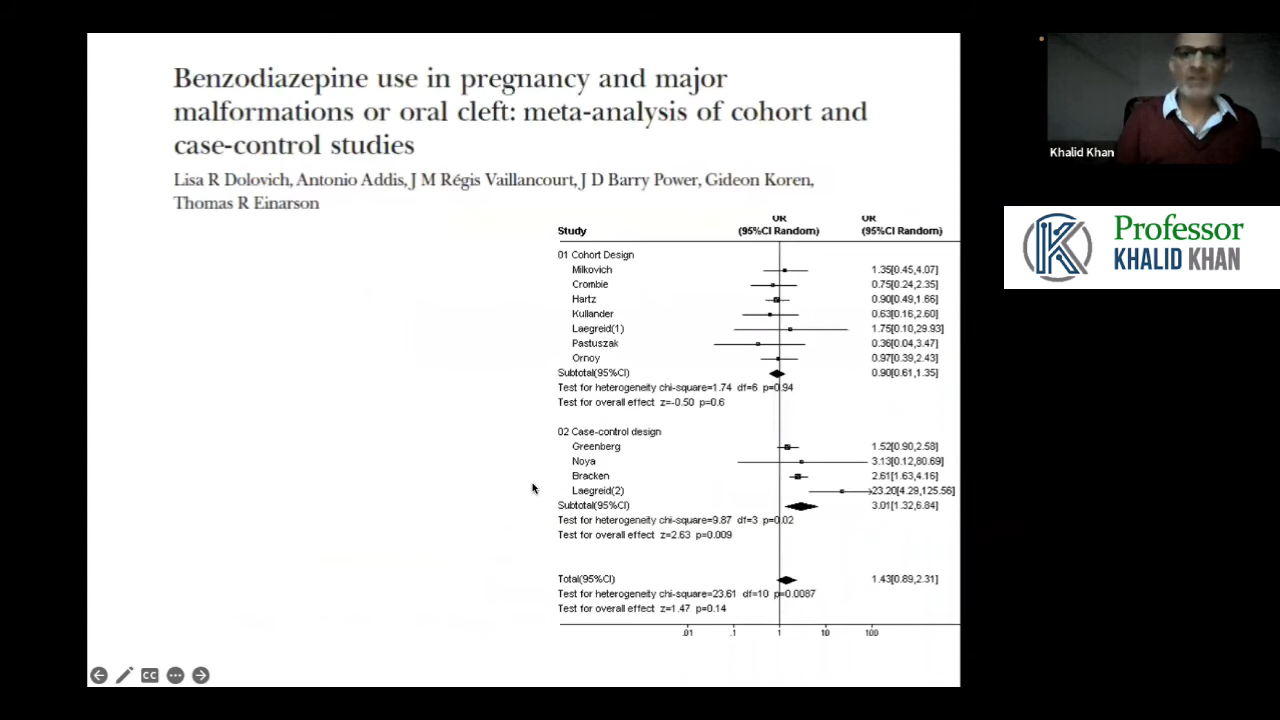 Benzodiazepine use in pregnancy and major
malformations or oral cleft: meta-analysis of cohort and
case-control studies
Lisa R Dolovich, Antonio Addis, J M Régis Vaillancourt, J D Barry Power, Gideon Koren,
Thomas R Einarson
OR OR
Study (95%CI Random) (95%CI Random)
01 Cohort Design
Milkovich 1.35[0.45,4.07]
Crombie 0.75[0.24,2.35]
Hartz 0.90[0.49,1.66]
Kullander 0.63[0.16,2.60]
Laegreid(1) 1.75[0.10,29.93]
Pastuszak 0.36[0.04,3.47]
Ornoy 0.97[0.39,2.43]
Subtotal(95%CI) 0.90[0.61,1.35]
Test for heterogeneity chi-square=1.74 df=6 p=0.94
Test for overall effect z=-0.50 p=0.6
02 Case-control design
Greenberg 1.52[0.90,2.58]
Noya 3.13[0.12,80.69]
Bracken 2.61[1.63,4.16]
Laegreid(2) 23.20[4.29,125.56]
Subtotal(95%CI) 3.01[1.32,6.84]
Test for heterogeneity chi-square=9.87 df=3 p=0.02
Test for overall effect z=2.63 p=0.009
Total(95%CI) 1.43[0.89,2.31]
Test for heterogeneity chi-square=23.61 df=10 p=0.0087
Test for overall effect z=1.47 p=0.14
.01 .1 1 10 100
CC
Khalid Khan
Professor
KHALID KHAN